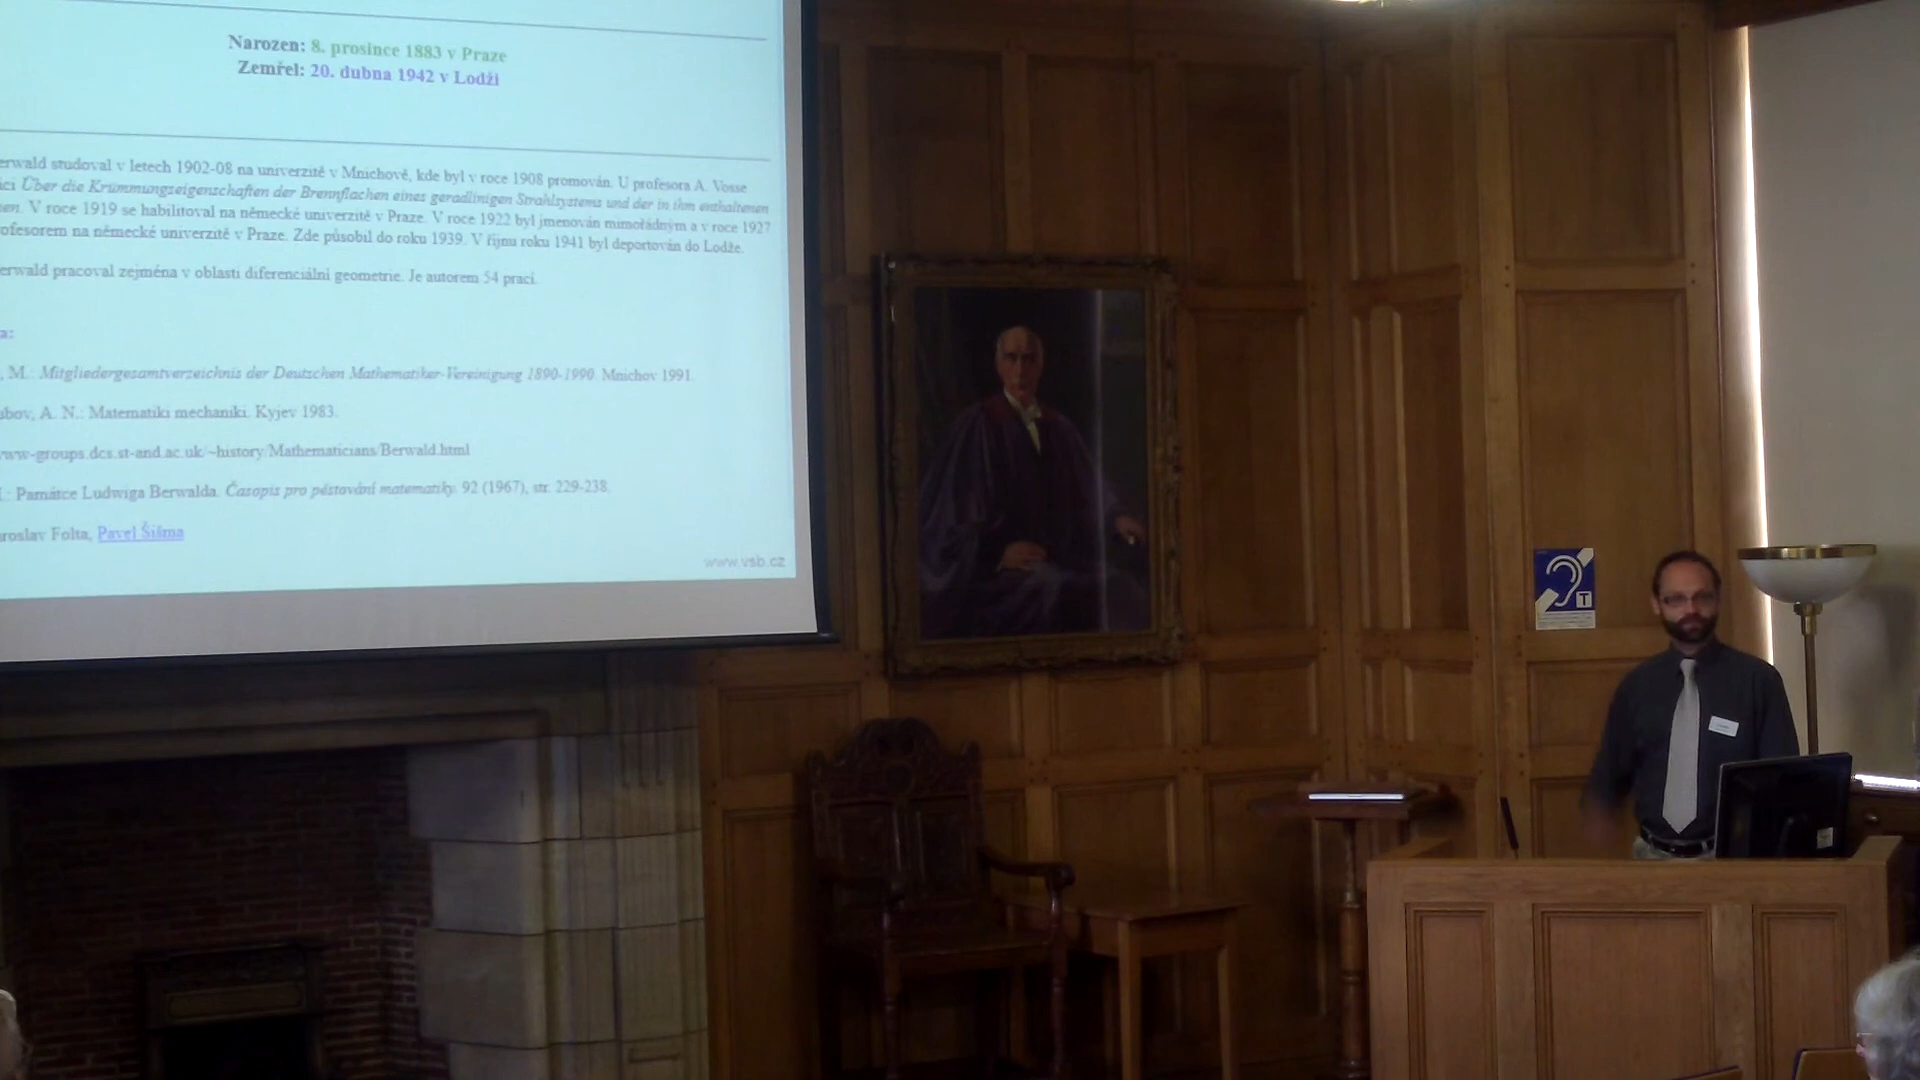 Narozen: 8. prosince 1883 v Praze
Zemřel: 20. dubna 1942 v Lodži
erwald studoval v letech 1902-08 na univerzitě v Mnichově, kde byl v roce 1908 promován. U profesora A. Vosse
ici Über die Krümmungseigenschaften der Brennflachen eines geradlinigen Strahlsystems und der in ihm enthaltenen
en. V roce 1919 se habilitoval na německé univerzitě v Praze. V roce 1922 byl jmenován mimořádným a v roce 1927
ofesorem na německé univerzitě v Praze. Zde působil do roku 1939. V říjnu roku 1941 byl deportován do Lodže.
erwald pracoval zejména v oblasti diferenciální geometrie. Je autorem 54 prací.
a:
, M.: Mitgliedergesamtverzeichnis der Deutschen Mathematiker-Vereinigung 1890-1990. Mnichov 1991.
ubov, A. N.: Matematiki mechaniki. Kyjev 1983.
www-groups.dcs.st-and.ac.uk/~history/Mathematicians/Berwald.html
.: Památce Ludwiga Berwalda. Časopis pro pěstování matematiky. 92 (1967), str. 229-238.
roslav Folta, Pavel Šišma
www.vsb.cz
T